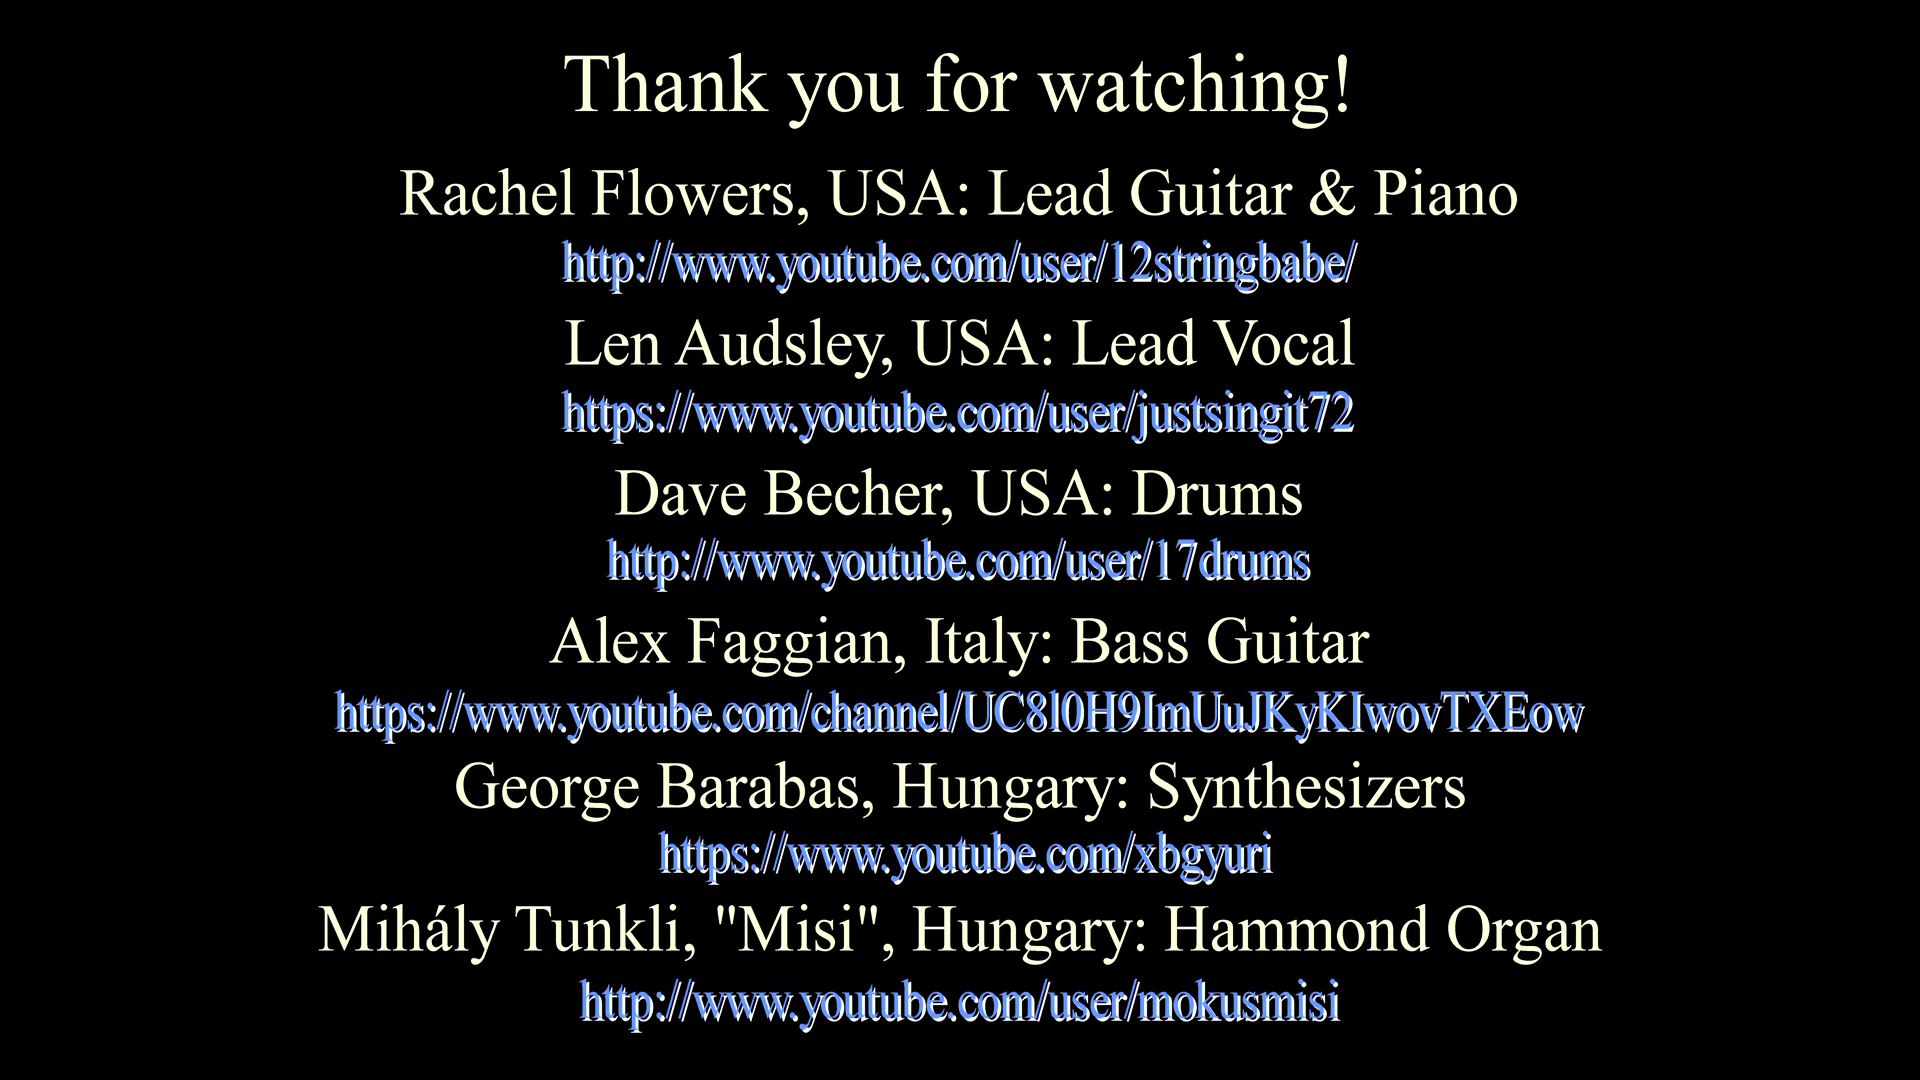 Thank you for watching!
Rachel Flowers, USA: Lead Guitar & Piano
http://www.youtube.com/user/12stringbabe/
Len Audsley, USA: Lead Vocal
https://www.youtube.com/user/justsingit72
Dave Becher, USA: Drums
http://www.youtube.com/user/17drums
Alex Faggian, Italy: Bass Guitar
https://www.youtube.com/channel/UC8l0H9ImUuJKyKIwovTXEow
George Barabas, Hungary: Synthesizers
https://www.youtube.com/xbgyuri
Mihály Tunkli, "Misi", Hungary: Hammond Organ
http://www.youtube.com/user/mokusmisi